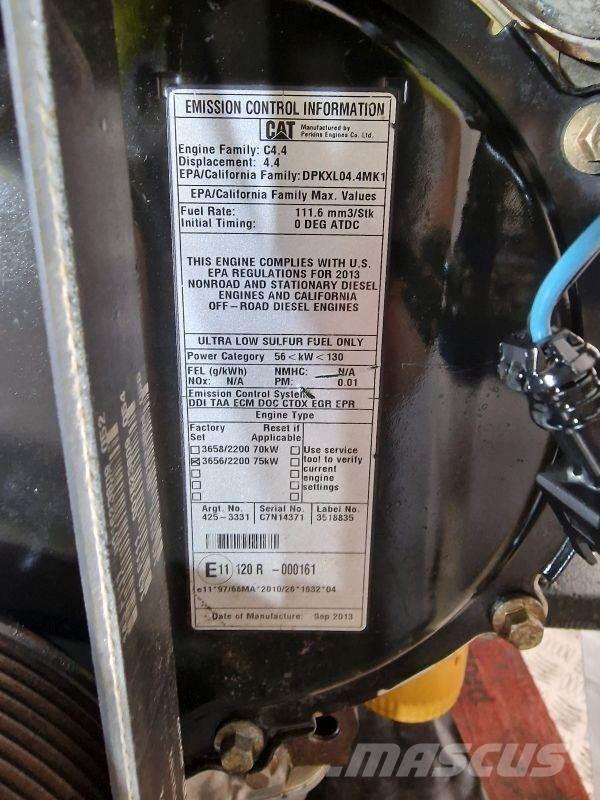 EMISSION CONTROL INFORMATION
CAT Manufactured by
Perkins Engines Co. Ltd.
Engine Family: C4.4
Displacement: 4.4
EPA/California Family: DPKXL04.4MK1
EPA/California Family Max. Values
Fuel Rate: 111.6 mm3/Stk
Initial Timing: 0 DEG ATDC
THIS ENGINE COMPLIES WITH U.S.
EPA REGULATIONS FOR 2013
NONROAD AND STATIONARY DIESEL
ENGINES AND CALIFORNIA
OFF-ROAD DIESEL ENGINES
ULTRA LOW SULFUR FUEL ONLY
Power Category 56<kW<130
FEL (g/kWh) NMHC: N/A
NOx: N/A PM: 0.01
Emission Control System
DDI TAA ECM DOC CTOX EGR EPR
Engine Type
Factory Reset if
Set Applicable
3658/2200 70kW
3656/2200 75kW
Use service
tool to verify
current
engine
settings
Argt. No. Serial No. Label No.
425-3331 C7N14371 3518835
E11 120 R -000161
e11*97/68MA*2010/26*1632*04
Date of Manufacture: Sep 2013
MASCUS